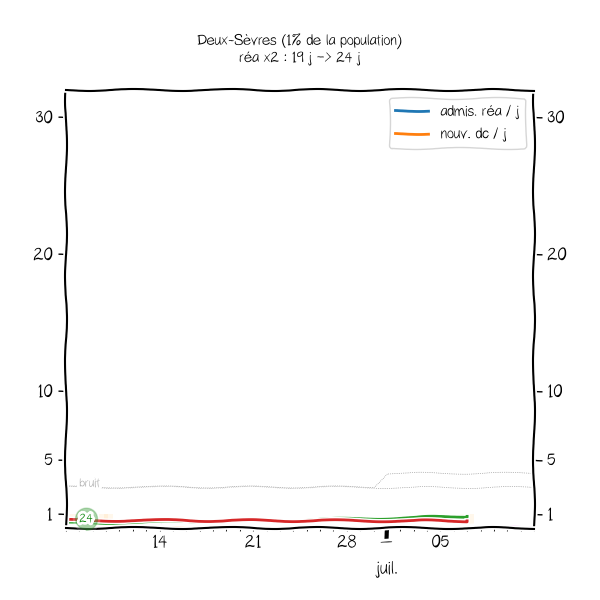 Deux-Sèvres (1% de la population)
réa x2 : 19 j -> 24 j
admis. réa / j
nouv. dc / j
30
30
20
20
10
10
5
5
bruit
1
24
1
14
21
28
05
juil.